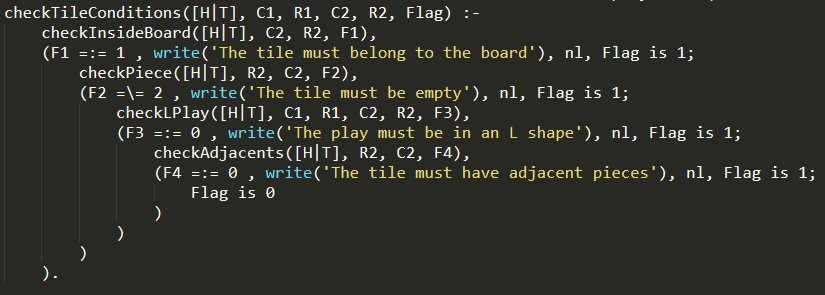 checkTileConditions([H|T], C1, R1, C2, R2, Flag) :-
    checkInsideBoard([H|T], C2, R2, F1),
    (F1 =:= 1 , write('The tile must belong to the board'), nl, Flag is 1;
        checkPiece([H|T], R2, C2, F2),
        (F2 =\= 2 , write('The tile must be empty'), nl, Flag is 1;
            checkLPlay([H|T], C1, R1, C2, R2, F3),
            (F3 =:= 0 , write('The play must be in an L shape'), nl, Flag is 1;
                checkAdjacents([H|T], R2, C2, F4),
                (F4 =:= 0 , write('The tile must have adjacent pieces'), nl, Flag is 1;
                    Flag is 0
                )
            )
        )
    ).